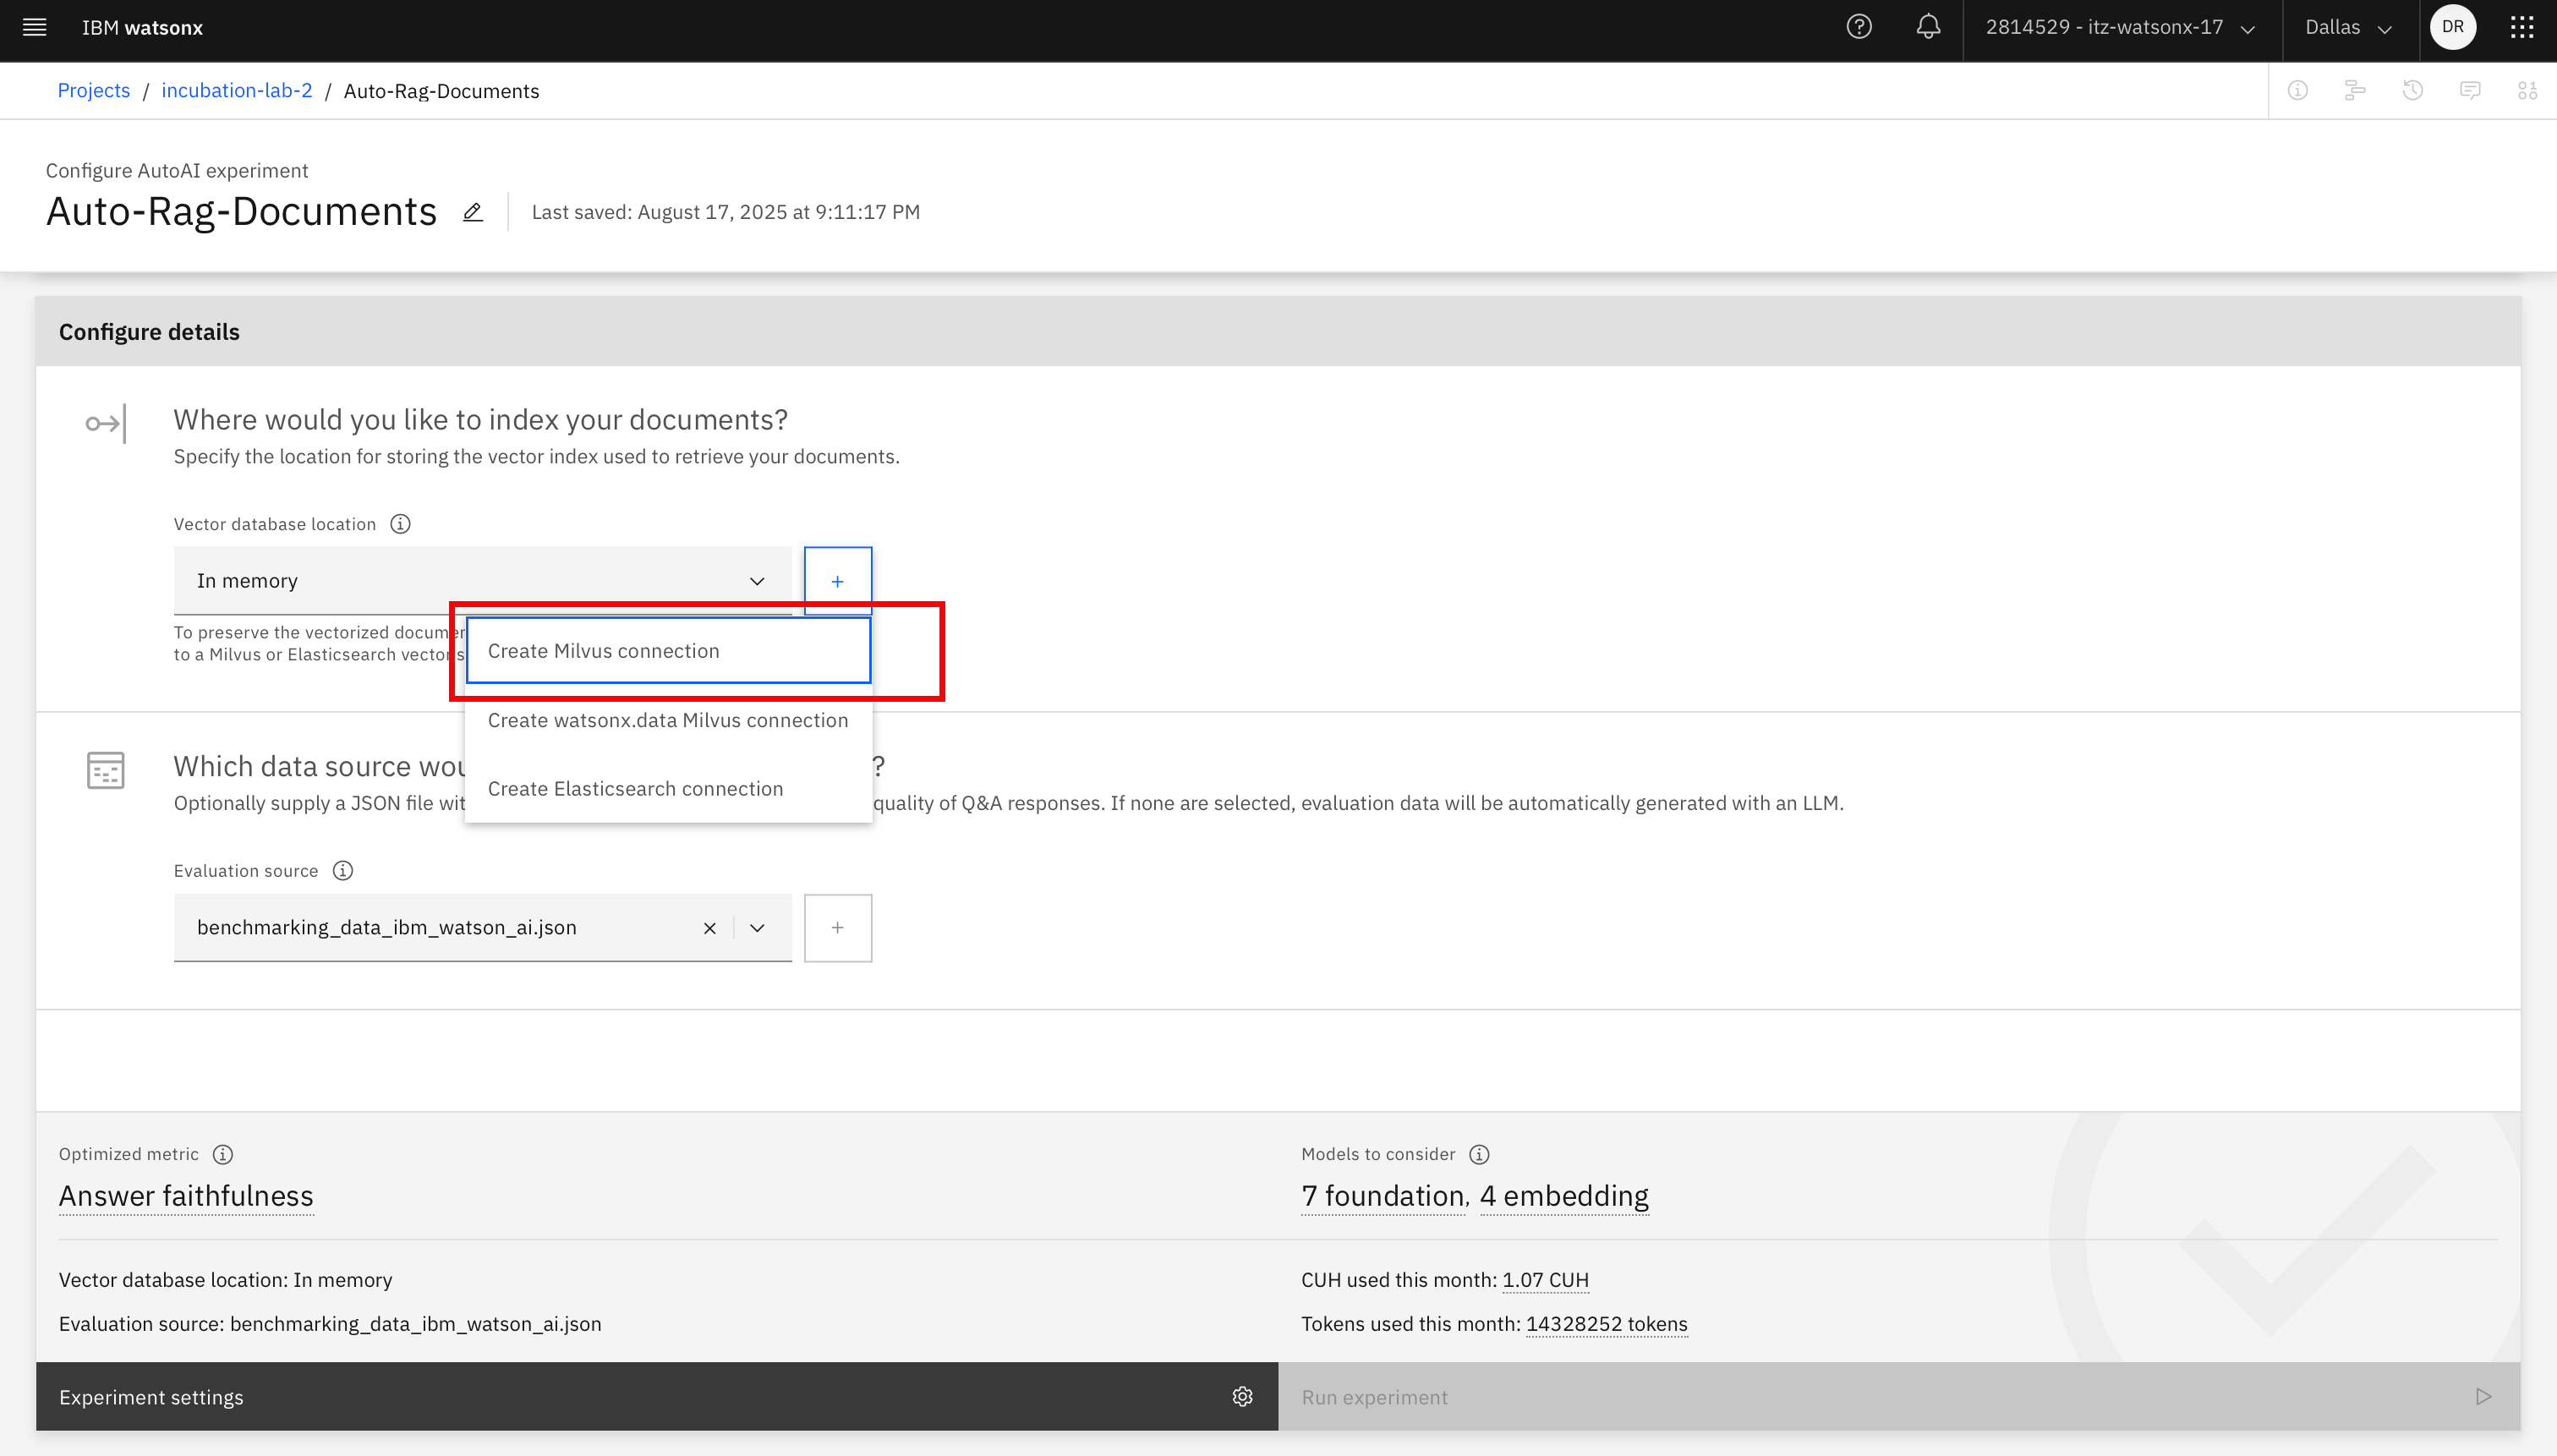 IBM watsonx
2814529 - itz-watsonx-17
Dallas
DR
Projects / incubation-lab-2 / Auto-Rag-Documents
Configure AutoAI experiment
Auto-Rag-Documents
Last saved: August 17, 2025 at 9:11:17 PM
Configure details
Where would you like to index your documents?
Specify the location for storing the vector index used to retrieve your documents.
Vector database location
In memory
To preserve the vectorized documen
to a Milvus or Elasticsearch vector s
Create Milvus connection
Create watsonx.data Milvus connection
Create Elasticsearch connection
Which data source wou ?
Optionally supply a JSON file wit quality of Q&A responses. If none are selected, evaluation data will be automatically generated with an LLM.
Evaluation source
benchmarking_data_ibm_watson_ai.json
Optimized metric
Answer faithfulness
Models to consider
7 foundation, 4 embedding
Vector database location: In memory
Evaluation source: benchmarking_data_ibm_watson_ai.json
CUH used this month: 1.07 CUH
Tokens used this month: 14328252 tokens
Experiment settings
Run experiment